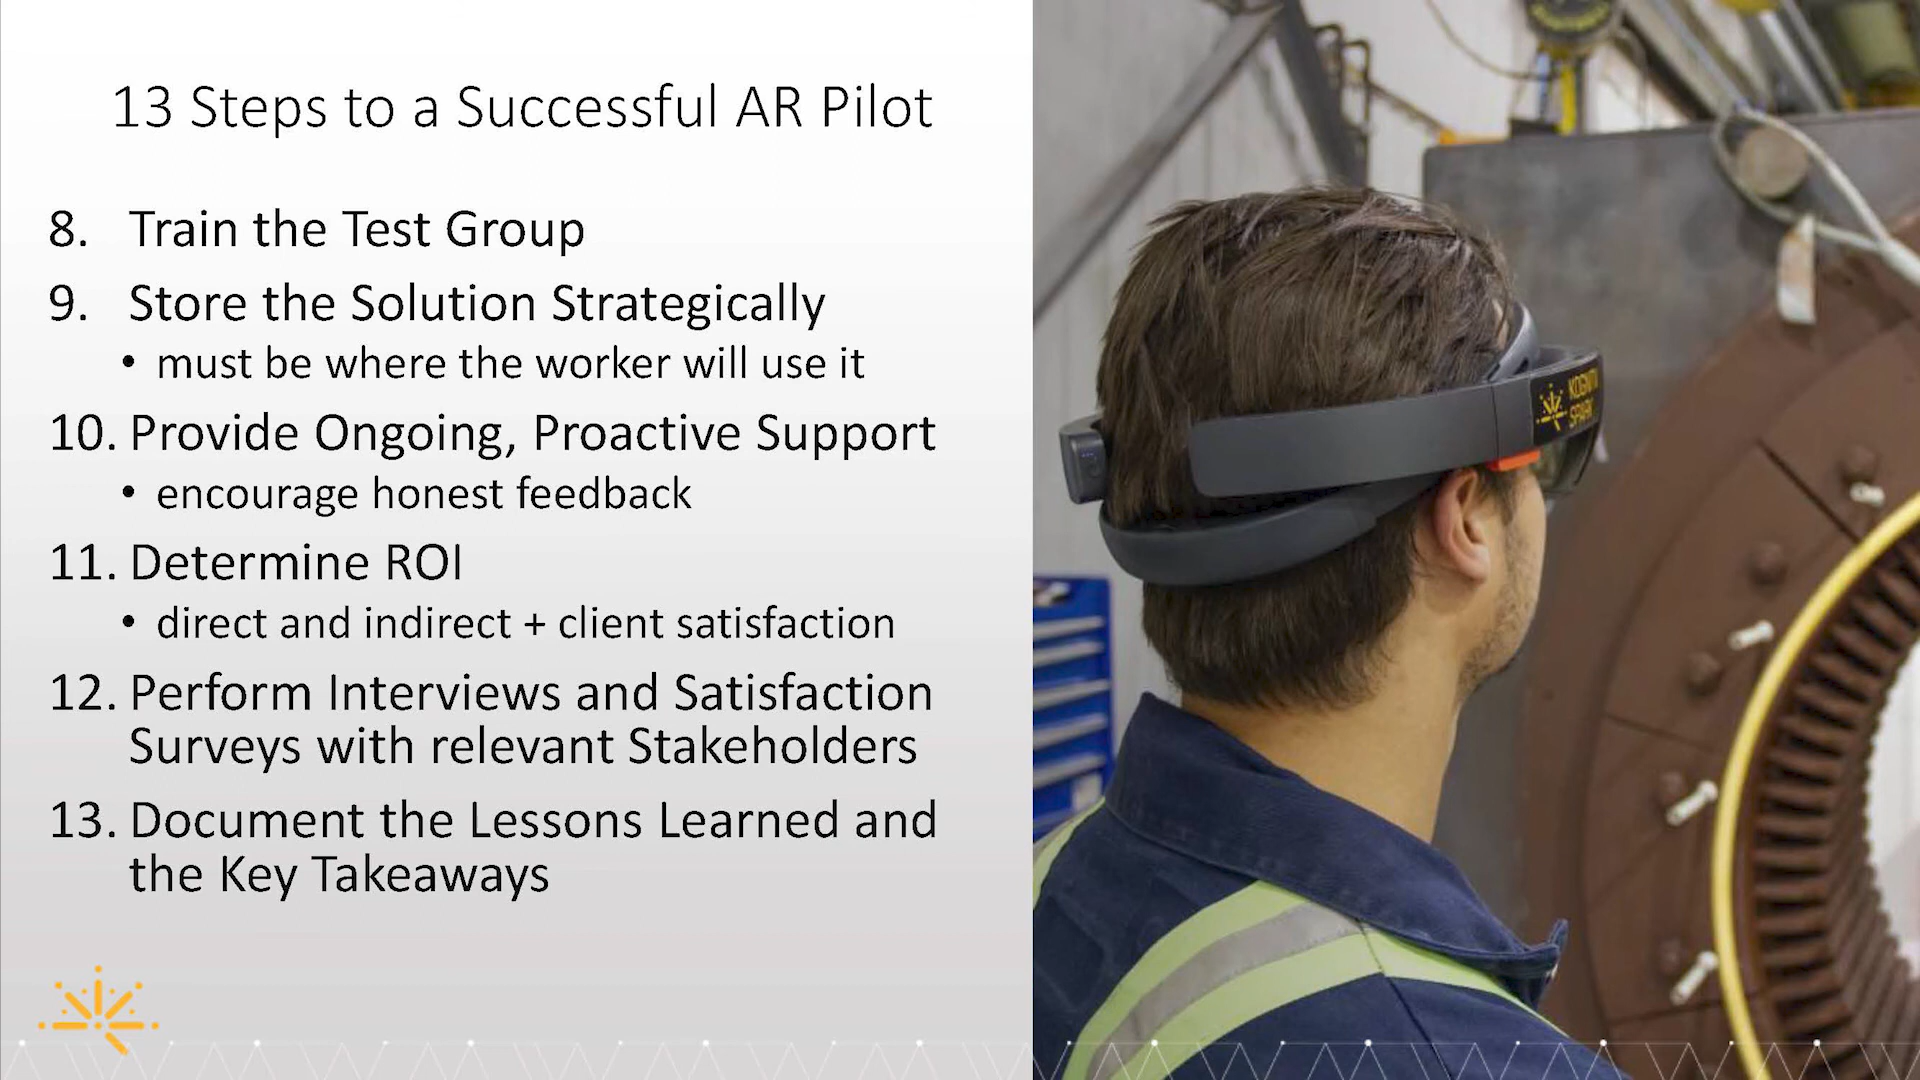 13 Steps to a Successful AR Pilot
8. Train the Test Group
9. Store the Solution Strategically
• must be where the worker will use it
10. Provide Ongoing, Proactive Support
• encourage honest feedback
11. Determine ROI
• direct and indirect + client satisfaction
12. Perform Interviews and Satisfaction
Surveys with relevant Stakeholders
13. Document the Lessons Learned and
the Key Takeaways
SPARK